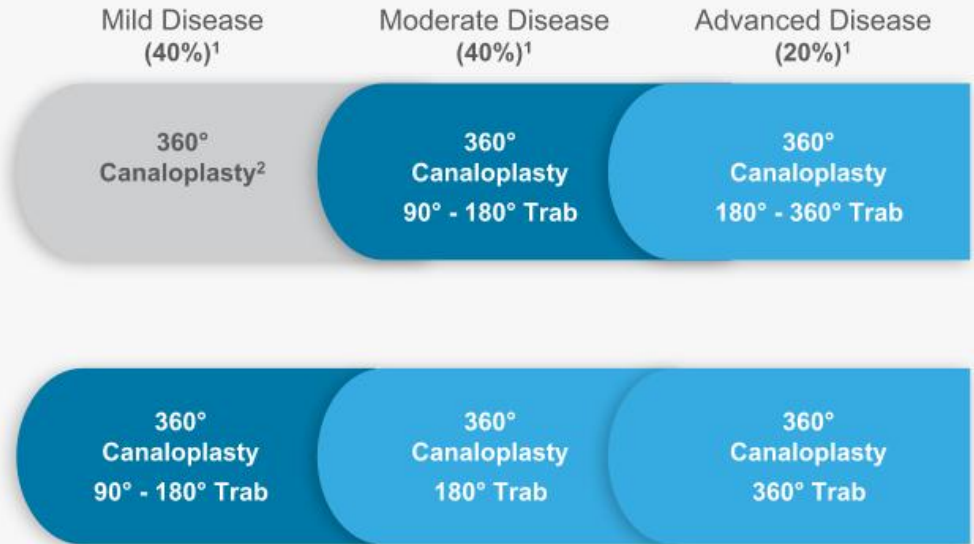 Mild Disease
(40%)¹
Moderate Disease
(40%)¹
Advanced Disease
(20%)¹
360°
Canaloplasty²
360°
Canaloplasty
90° - 180° Trab
360°
Canaloplasty
180° - 360° Trab
360°
Canaloplasty
90° - 180° Trab
360°
Canaloplasty
180° Trab
360°
Canaloplasty
360° Trab